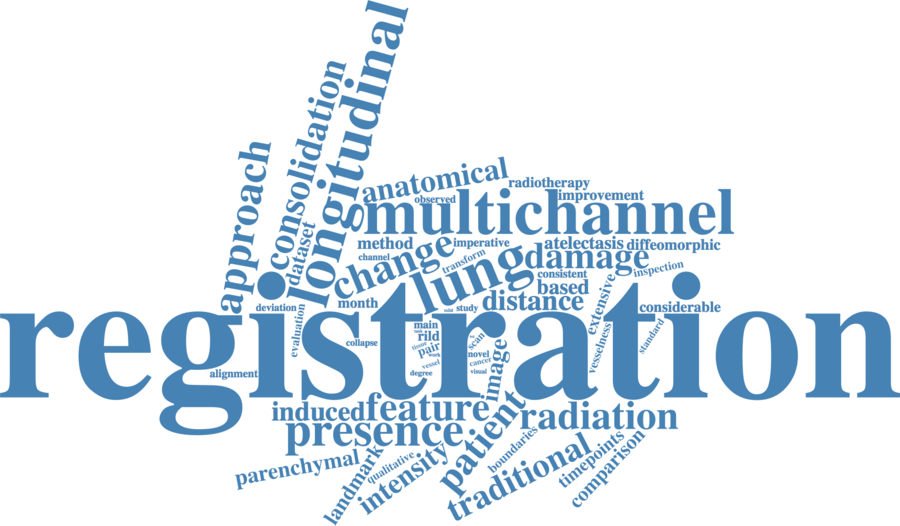 longitudinal
consolidation
approach
dataset
anatomical
radiotherapy
observed
improvement
multichannel
method
imperative
atelectasis
diffeomorphic
channel
change
transform
lung
damage
consistent
inspection
based
month
study
distance
extensive
considerable
deviation
registration
evaluation
collapse
main
rild
pair
tissue
vessel
degree
scan
novel
cancer
visual
image
vesselness
standard
alignment
induced
feature
presence
patient
radiation
boundaries
traditional
timepoints
comparison
parenchymal
landmark
qualitative
intensity